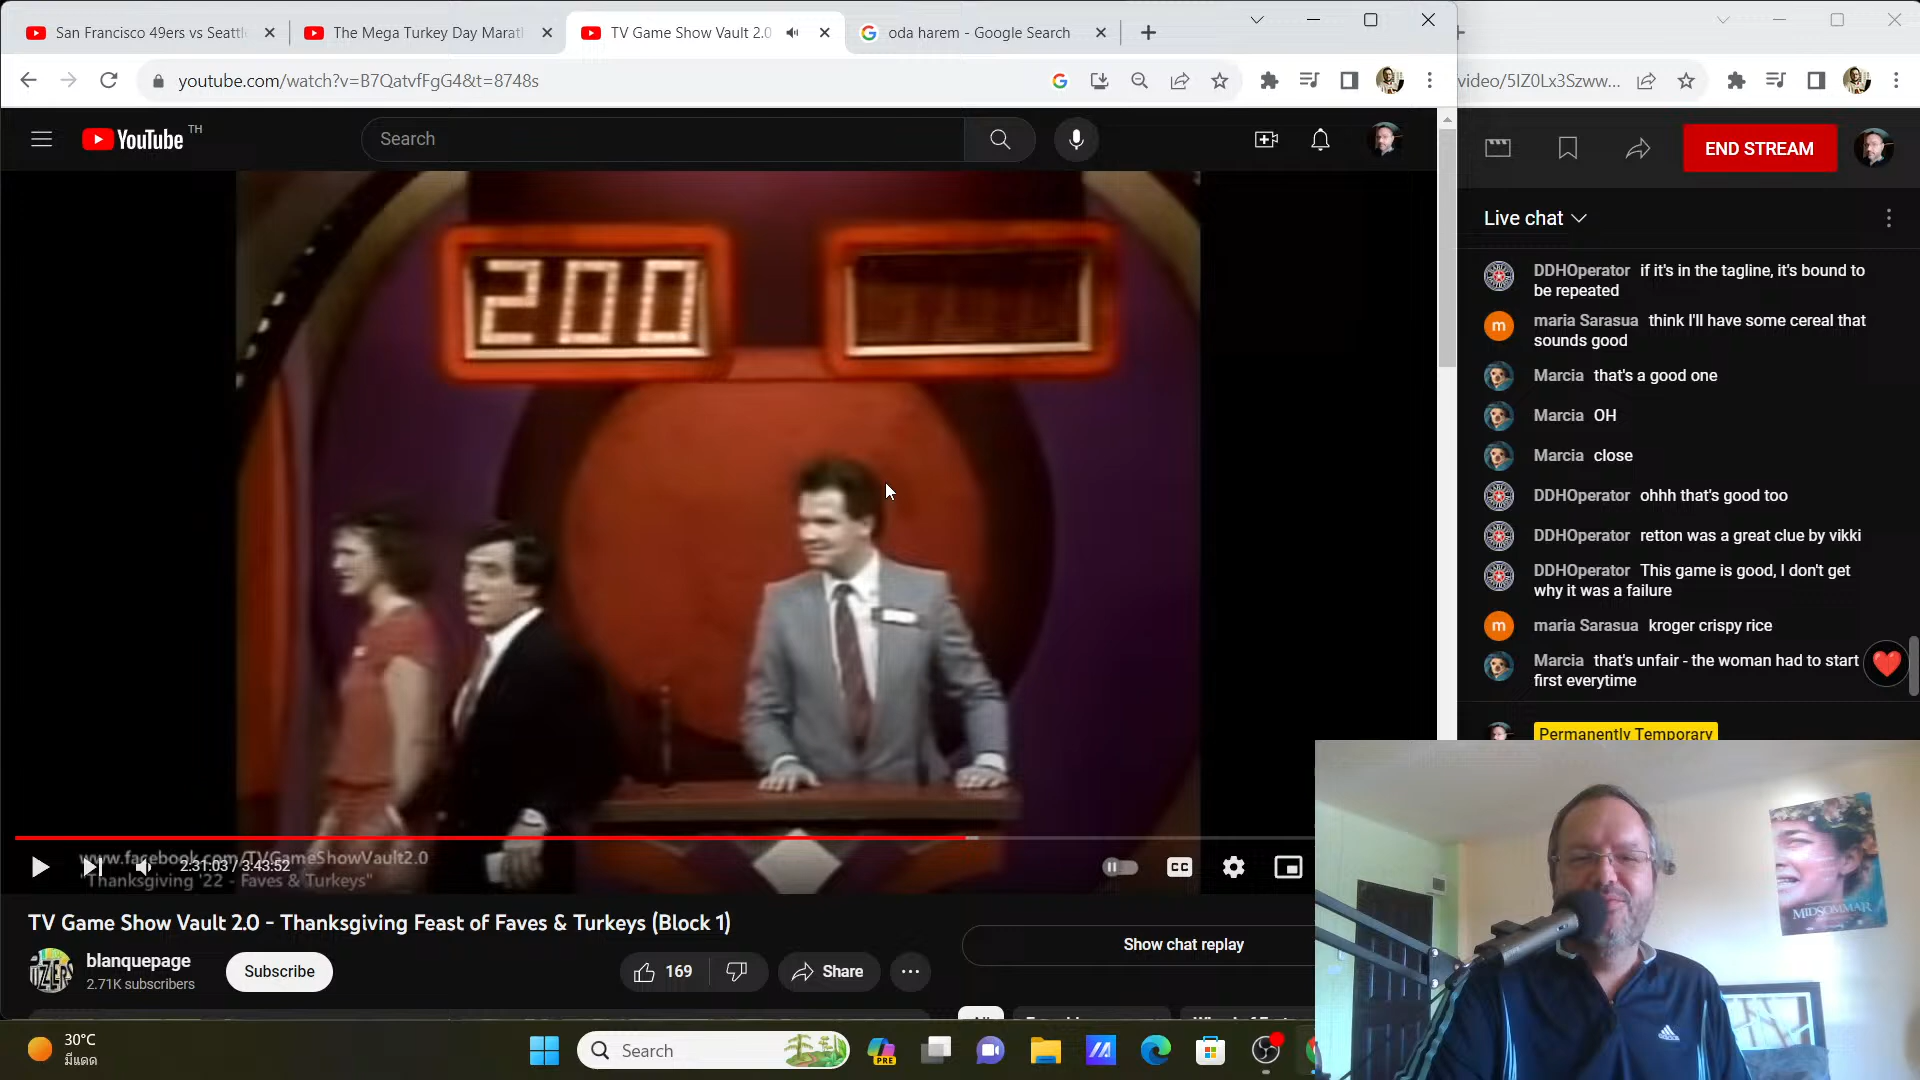 San Francisco 49ers vs Seattl
The Mega Turkey Day Marat
TV Game Show Vault 2.0
oda harem - Google Search
youtube.com/watch?v=B7QatvfFgG4&t=8748s
video/5IZ0Lx3Szww...
YouTube TH
Search
END STREAM
Live chat
200
DDHOperator if it's in the tagline, it's bound to
be repeated
maria Sarasua think I'll have some cereal that
sounds good
Marcia that's a good one
Marcia OH
Marcia close
DDHOperator ohhh that's good too
DDHOperator retton was a great clue by vikki
DDHOperator This game is good, I don't get
why it was a failure
maria Sarasua kroger crispy rice
Marcia that's unfair - the woman had to start
first everytime
Permanently Temporary
www.facebook.com/TVGameShowVault2.0
2:31:03 / 3:43:52
"Thanksgiving '22 - Faves & Turkeys"
CC
TV Game Show Vault 2.0 - Thanksgiving Feast of Faves & Turkeys (Block 1)
blanquepage
2.71K subscribers
Subscribe
169
Share
Show chat replay
MIDSOMMAR
adidas
30°C
มีแดด
Search
PRE